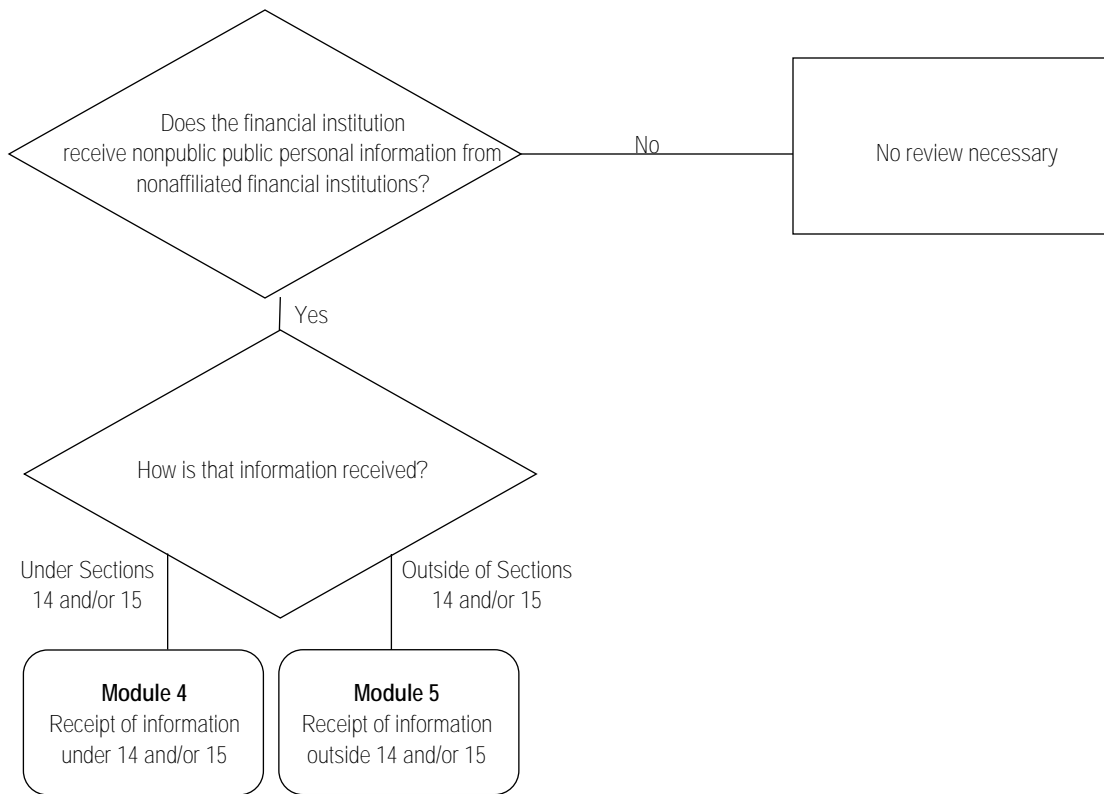 Does the financial institution
receive nonpublic public personal information from
nonaffiliated financial institutions?
No
No review necessary
Yes
How is that information received?
Under Sections
14 and/or 15
Outside of Sections
14 and/or 15
Module 4
Receipt of information
under 14 and/or 15
Module 5
Receipt of information
outside 14 and/or 15